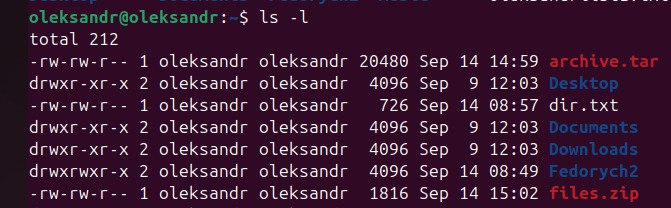 oleksandr@oleksandr:~$ ls -l
total 212
-rw-rw-r-- 1 oleksandr oleksandr 20480 Sep 14 14:59 archive.tar
drwxr-xr-x 2 oleksandr oleksandr  4096 Sep  9 12:03 Desktop
-rw-rw-r-- 1 oleksandr oleksandr   726 Sep 14 08:57 dir.txt
drwxr-xr-x 2 oleksandr oleksandr  4096 Sep  9 12:03 Documents
drwxr-xr-x 2 oleksandr oleksandr  4096 Sep  9 12:03 Downloads
drwxrwxr-x 2 oleksandr oleksandr  4096 Sep 14 08:49 Fedorych2
-rw-rw-r-- 1 oleksandr oleksandr  1816 Sep 14 15:02 files.zip